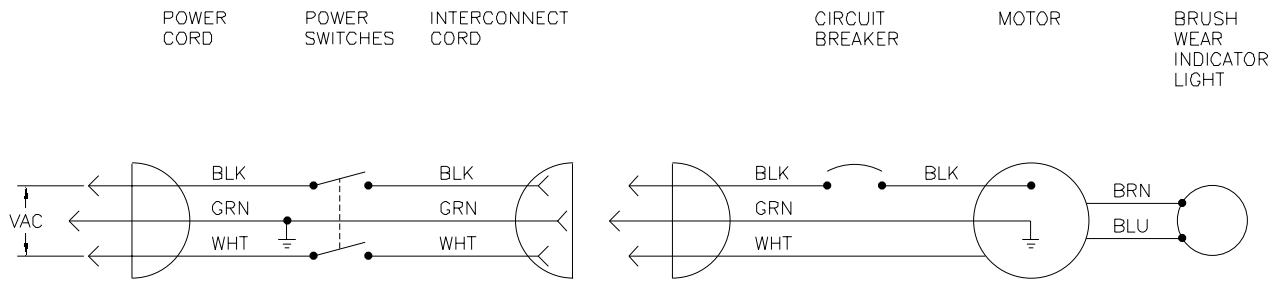 POWER
CORD
POWER
SWITCHES
INTERCONNECT
CORD
CIRCUIT
BREAKER
MOTOR
BRUSH
WEAR
INDICATOR
LIGHT
VAC
BLK
GRN
WHT
BLK
GRN
WHT
BLK
GRN
WHT
BLK
BRN
BLU